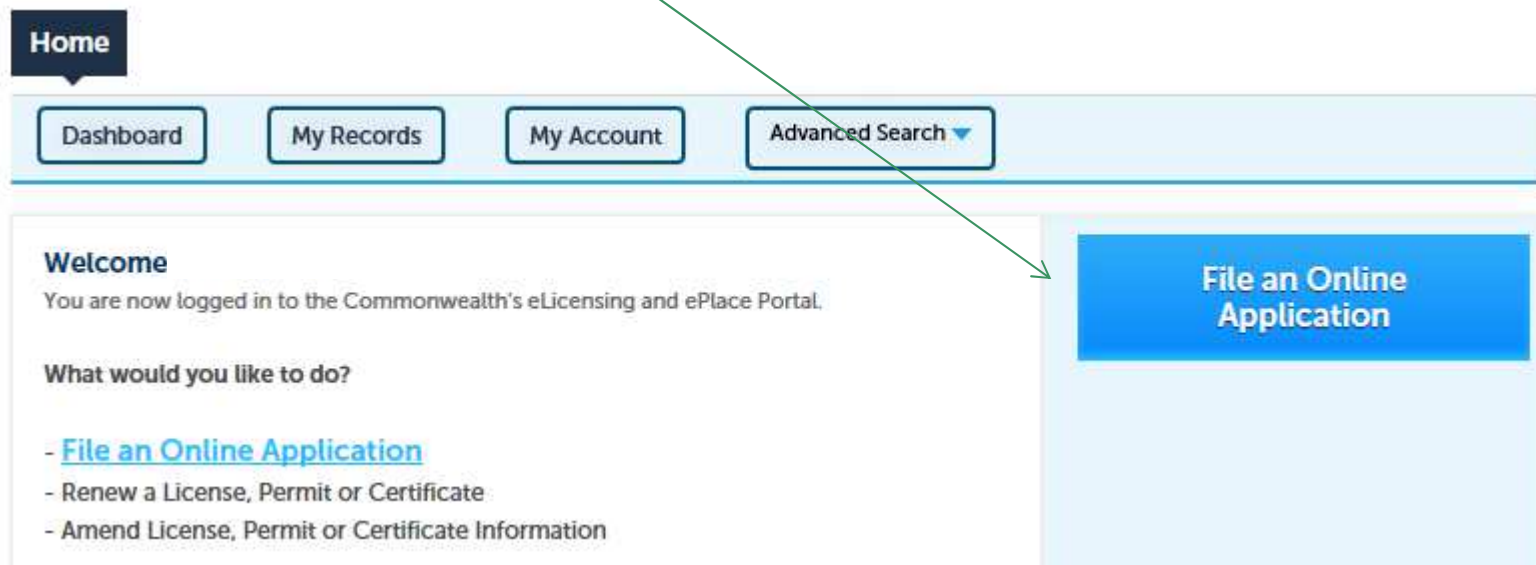 Home
Dashboard My Records My Account Advanced Search
Welcome
You are now logged in to the Commonwealth's eLicensing and ePlace Portal.
What would you like to do?
- File an Online Application
- Renew a License, Permit or Certificate
- Amend License, Permit or Certificate Information
File an Online
Application